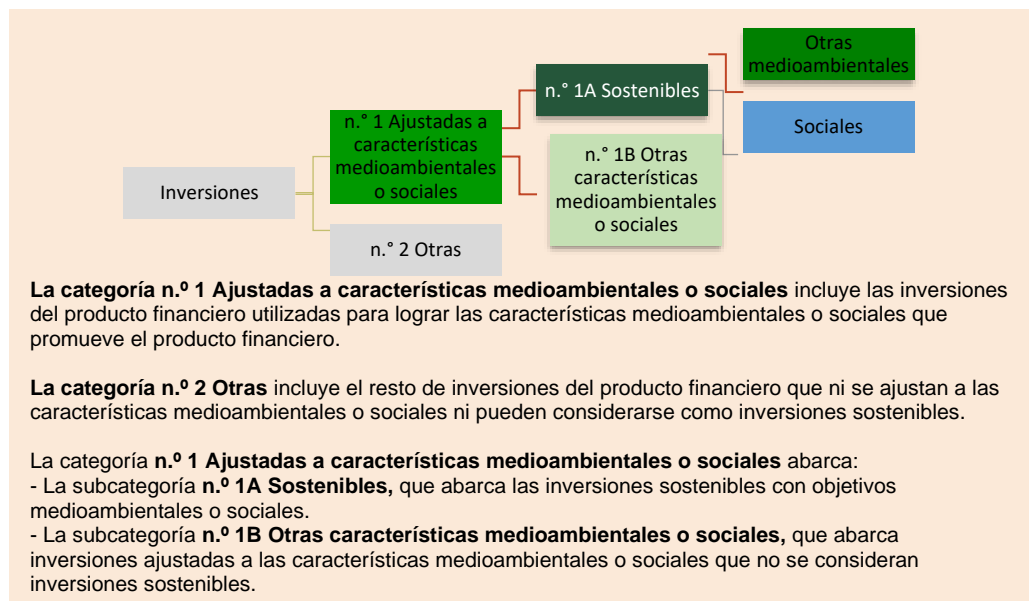 Otras
medioambientales
n.° 1A Sostenibles
n.° 1 Ajustadas a
características
medioambientales
o sociales
Sociales
n.° 1B Otras
características
medioambientales
o sociales
Inversiones
n.° 2 Otras
La categoría n.º 1 Ajustadas a características medioambientales o sociales incluye las inversiones
del producto financiero utilizadas para lograr las características medioambientales o sociales que
promueve el producto financiero.
La categoría n.º 2 Otras incluye el resto de inversiones del producto financiero que ni se ajustan a las
características medioambientales o sociales ni pueden considerarse como inversiones sostenibles.
La categoría n.º 1 Ajustadas a características medioambientales o sociales abarca:
- La subcategoría n.º 1A Sostenibles, que abarca las inversiones sostenibles con objetivos
medioambientales o sociales.
- La subcategoría n.º 1B Otras características medioambientales o sociales, que abarca
inversiones ajustadas a las características medioambientales o sociales que no se consideran
inversiones sostenibles.